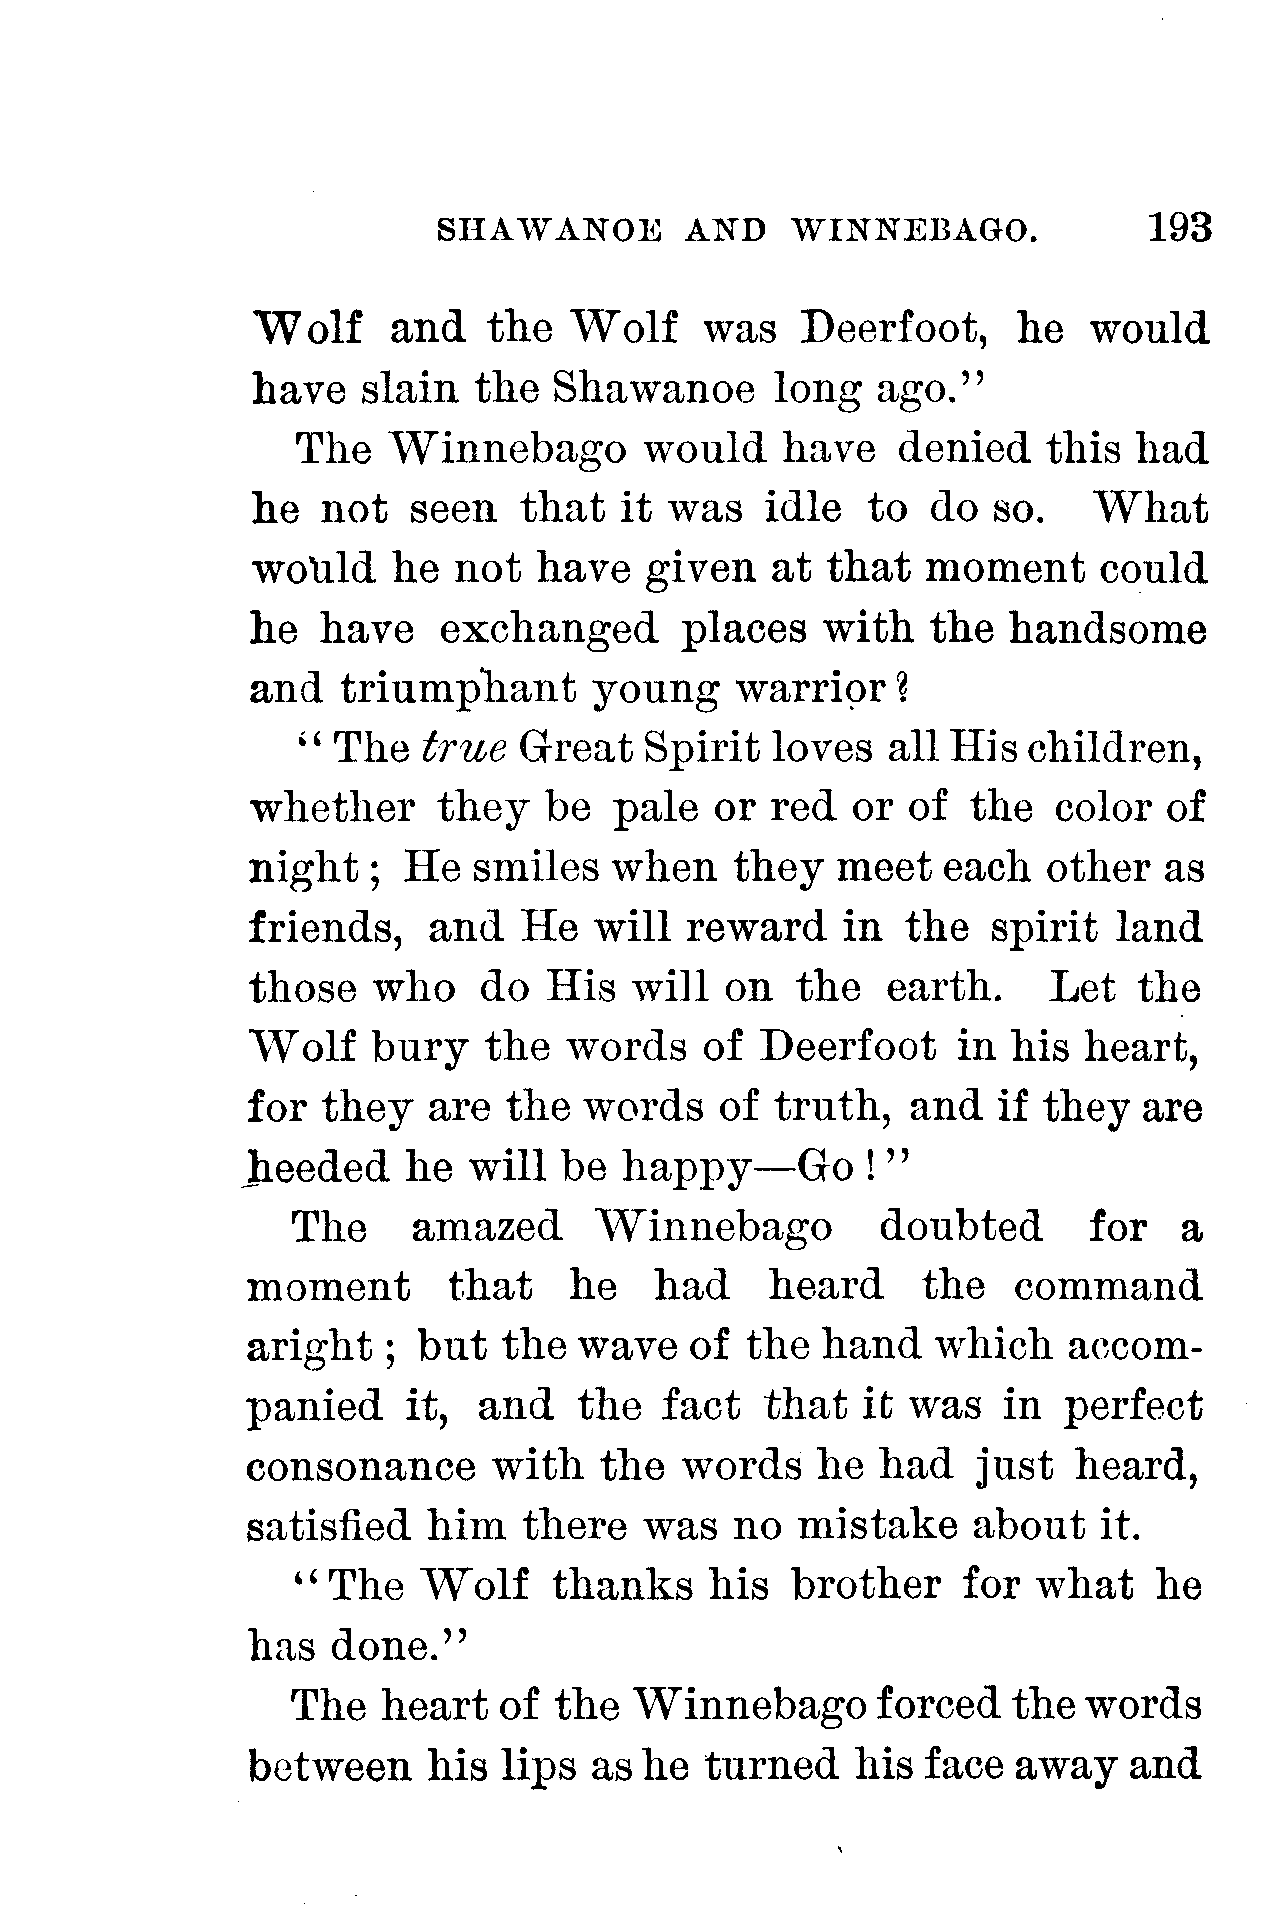 SHAWANOE AND WINNEBAGO. 193
Wolf and the Wolf was Deerfoot, he would
have slain the Shawanoe long ago."
The Winnebago would have denied this had
he not seen that it was idle to do so. What
would he not have given at that moment could
he have exchanged places with the handsome
and triumphant young warrior?
"The true Great Spirit loves all His children,
whether they be pale or red or of the color of
night; He smiles when they meet each other as
friends, and He will reward in the spirit land
those who do His will on the earth. Let the
Wolf bury the words of Deerfoot in his heart,
for they are the words of truth, and if they are
heeded he will be happy—Go!"
The amazed Winnebago doubted for a
moment that he had heard the command
aright; but the wave of the hand which accom-
panied it, and the fact that it was in perfect
consonance with the words he had just heard,
satisfied him there was no mistake about it.
"The Wolf thanks his brother for what he
has done."
The heart of the Winnebago forced the words
between his lips as he turned his face away and